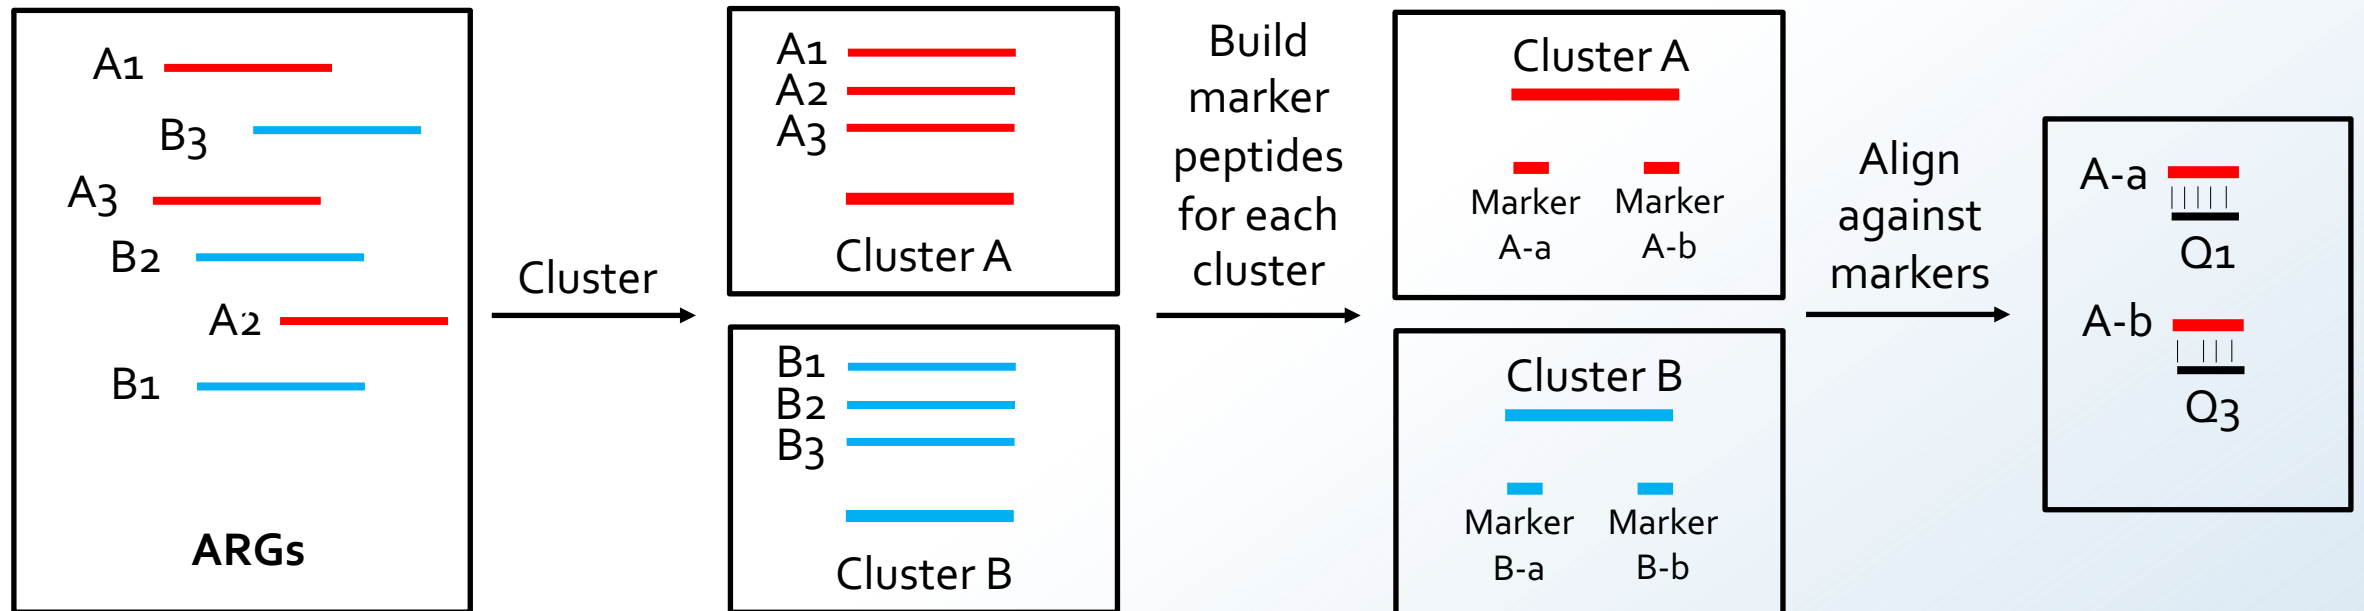 A1
B3
A3
B2
A2
B1
ARGs
Cluster
A1
A2
A3
Cluster A
B1
B2
B3
Cluster B
Build
marker
peptides
for each
cluster
Cluster A
Marker Marker
A-a A-b
Cluster B
Marker Marker
B-a B-b
Align
against
markers
A-a
Q1
A-b
Q3